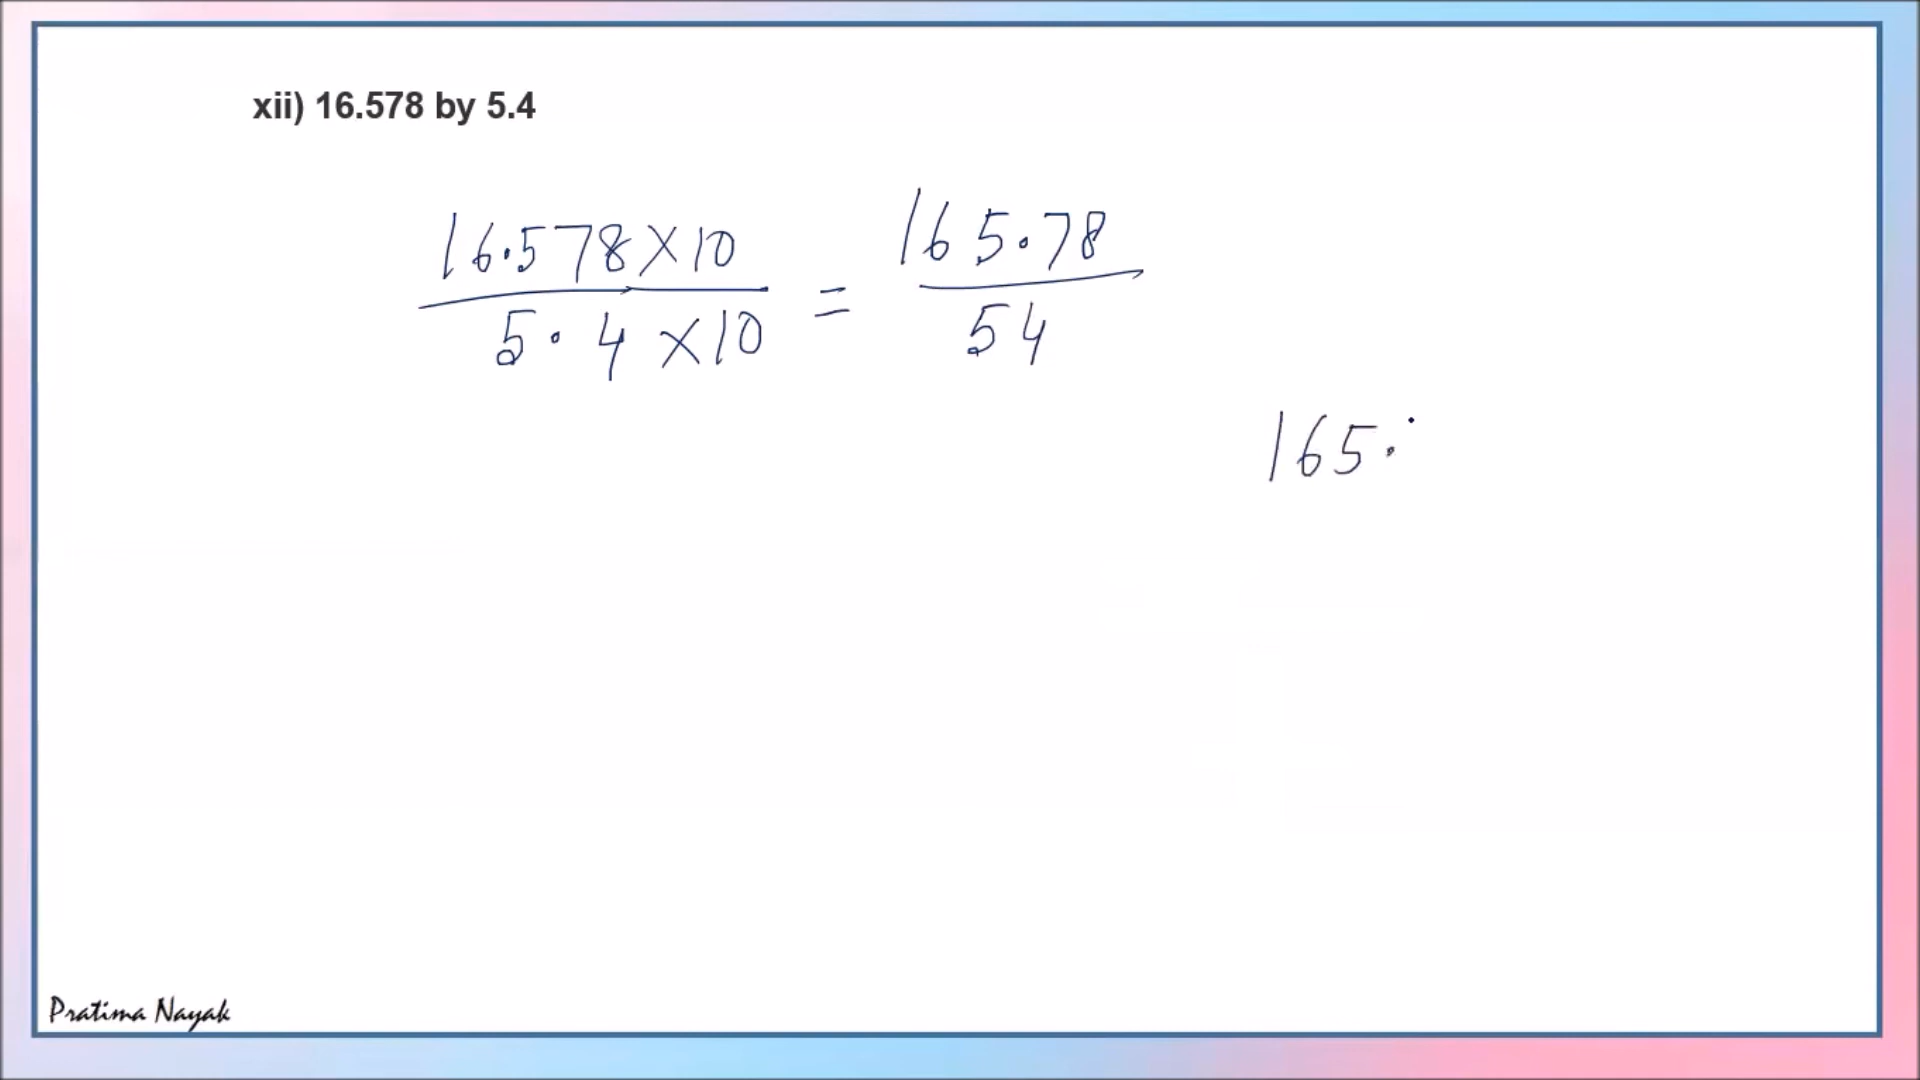 xii) 16.578 by 5.4
16.578 × 10 = 165.78
5.4 × 10 54
165.
Pratima Nayak